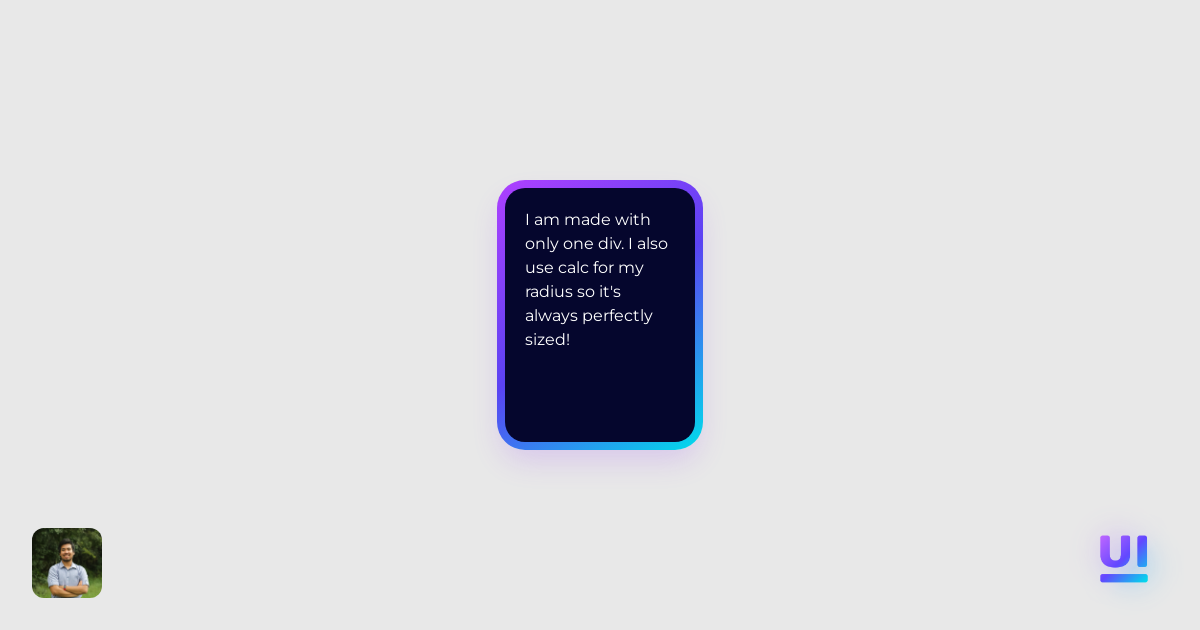 I am made with
only one div. I also
use calc for my
radius so it's
always perfectly
sized!
UI